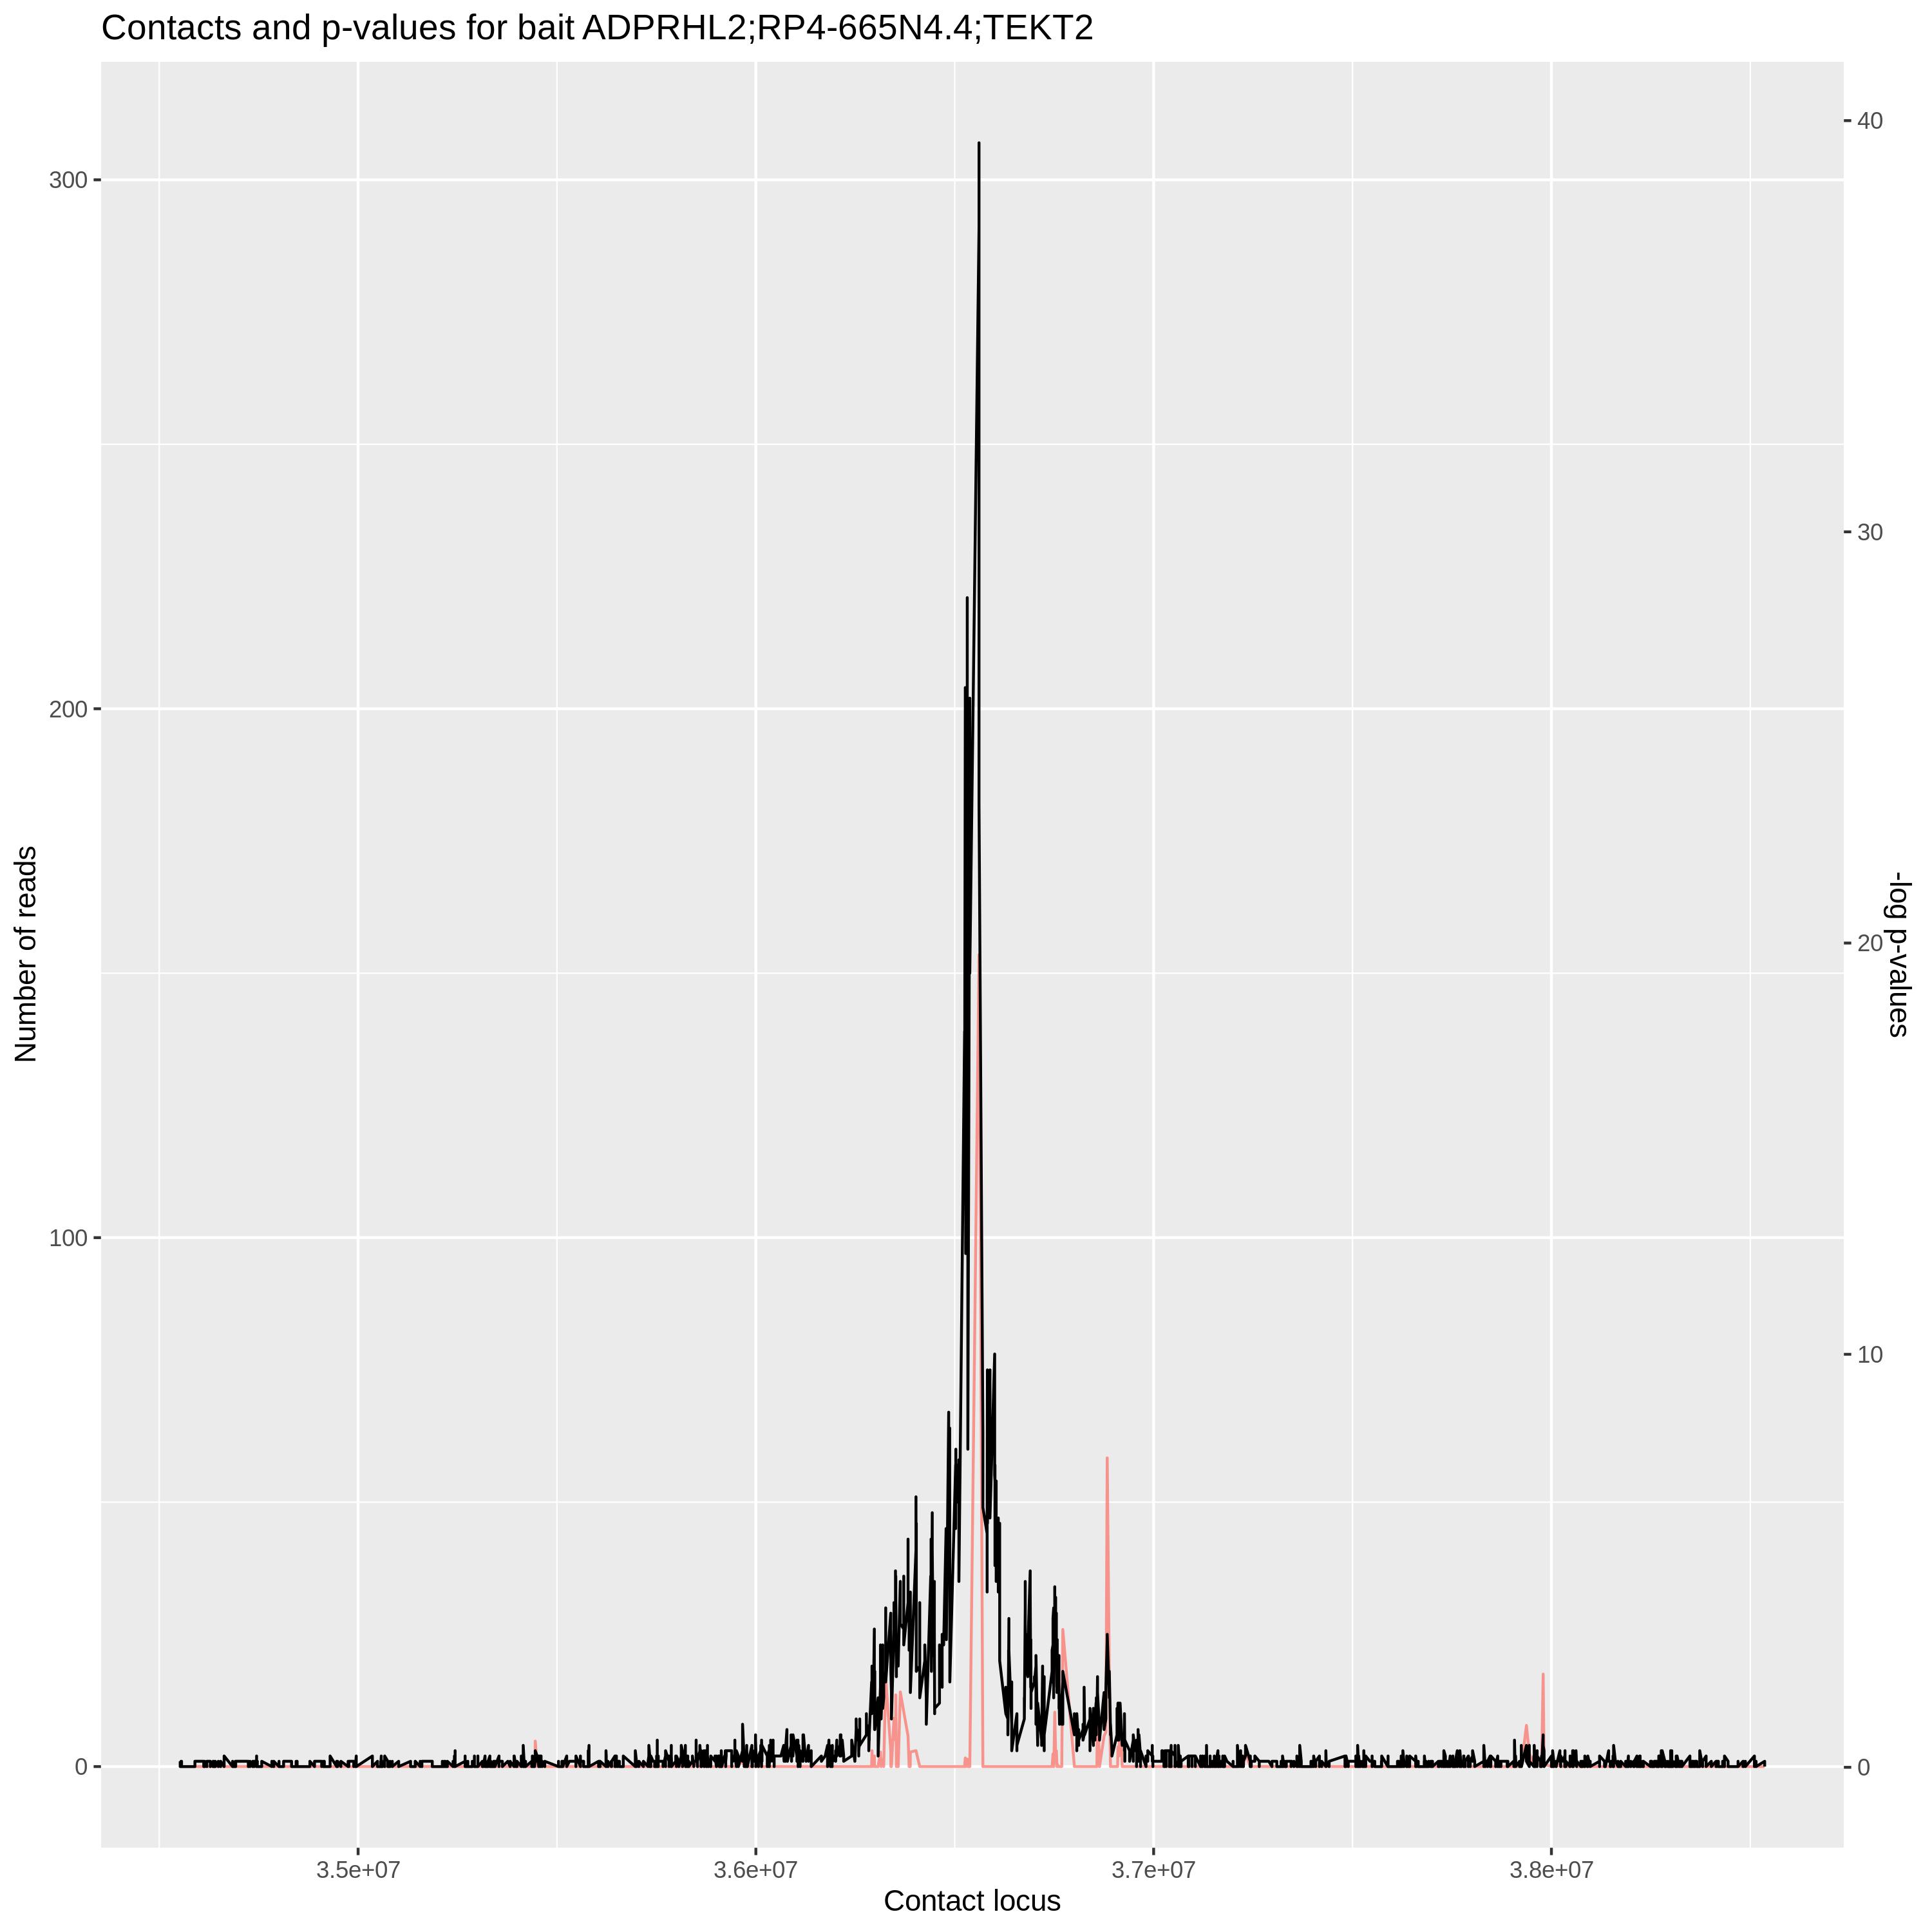 Contacts and p-values for bait ADPRHL2;RP4-665N4.4;TEKT2
Number of reads
300
200
100
0
40
30
20
10
0
-log p-values
3.5e+07
3.6e+07
3.7e+07
3.8e+07
Contact locus